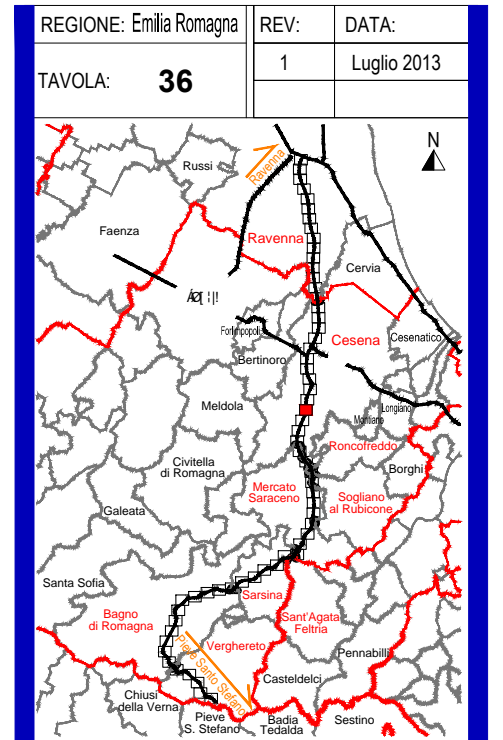 REGIONE: Emilia Romagna
REV:
DATA:
TAVOLA: 36
1
Luglio 2013
N
Russi
Ravenna
Faenza
Ravenna
Cervia
Forlimpopoli
Cesena
Cesenatico
Bertinoro
Meldola
Longiano
Montiano
Roncofreddo
Civitella
di Romagna
Borghi
Mercato
Saraceno
Sogliano
al Rubicone
Galeata
Santa Sofia
Sarsina
Bagno
di Romagna
Sant'Agata
Feltria
Verghereto
Pieve Santo Stefano
Pennabilli
Casteldelci
Chiusi
della Verna
Pieve
S. Stefano
Badia
Tedalda
Sestino